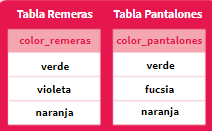 Tabla Remeras Tabla Pantalones
color_remeras color_pantalones
verde verde
violeta fucsia
naranja naranja